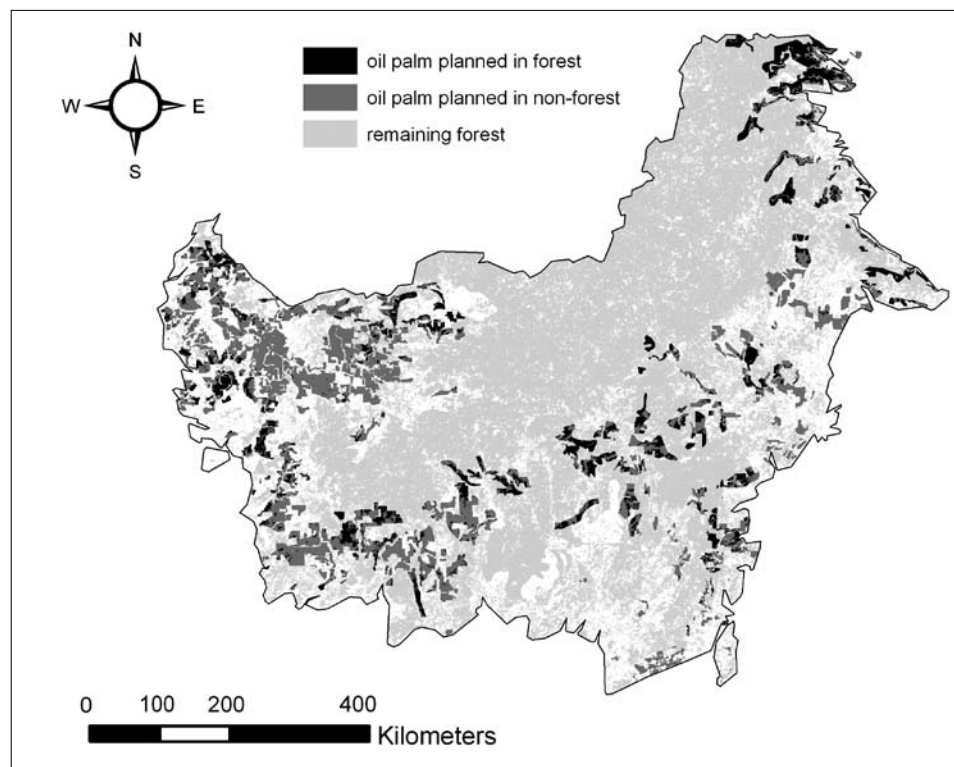 N
W E
S
oil palm planned in forest
oil palm planned in non-forest
remaining forest
0 100 200 400
Kilometers